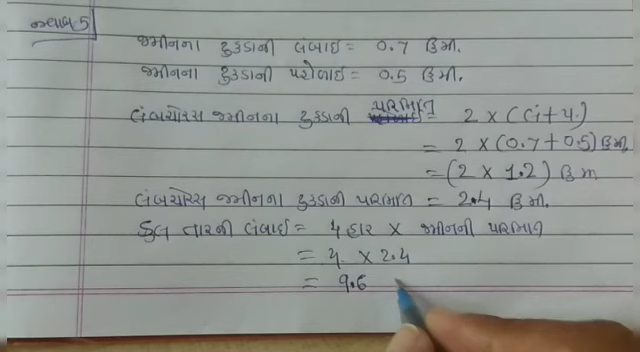 જવાબ 5
જમીનના ટુકડાની લંબાઈ = 0.7 કિમી.
જમીનના ટુકડાની પહોળાઈ = 0.5 કિમી.
લંબચોરસ જમીનના ટુકડાની પરિમિતિ = 2 × (લં + પ.)
= 2 × (0.7 + 0.5) કિમી
= (2 × 1.2) કિમ
લંબચોરસ જમીનના ટુકડાની = 2.4 કિમી.
કુલ તારની લંબાઈ = 4 હાર × જમીનની
= 4 × 2.4
= 9.6